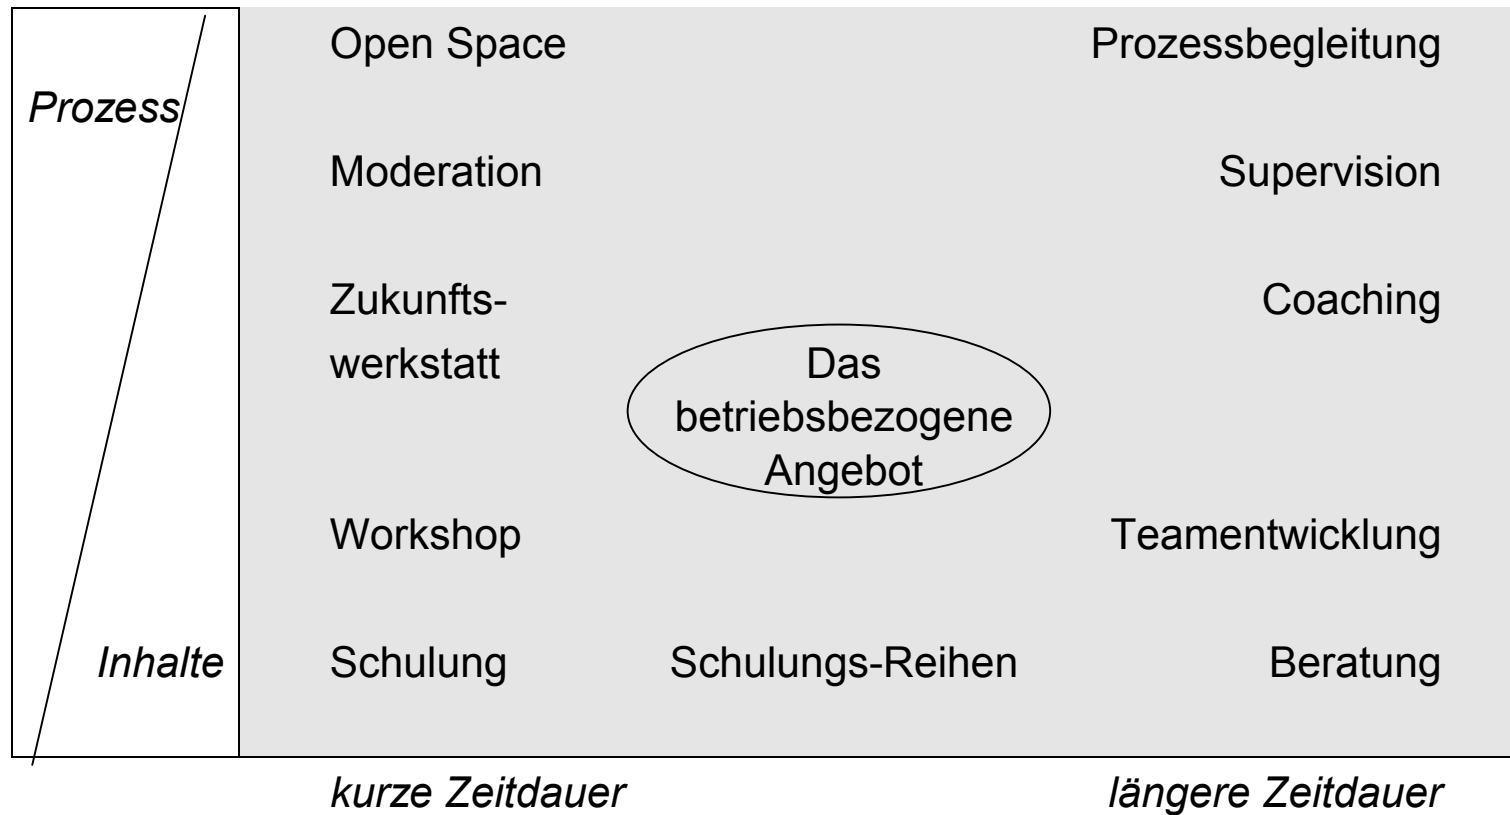 Open Space Prozessbegleitung
Prozess
Moderation Supervision
Zukunfts- Coaching
werkstatt Das
betriebsbezogene
Angebot
Workshop Teamentwicklung
Inhalte Schulung Schulungs-Reihen Beratung
kurze Zeitdauer längere Zeitdauer